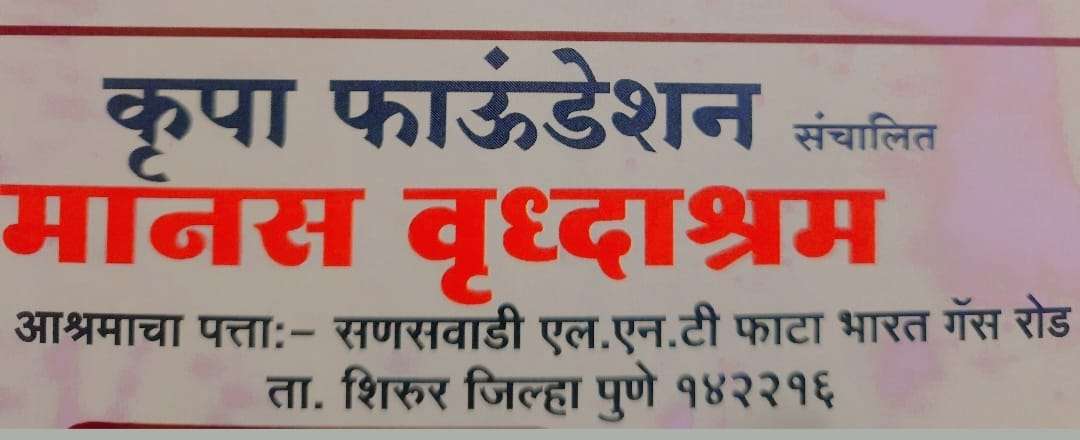 कृपा फाऊंडेशन संचालित
मानस वृध्दाश्रम
आश्रमाचा पत्ता:- सणसवाडी एल.एन.टी फाटा भारत गॅस रोड
ता. शिरुर जिल्हा पुणे १४२२१६